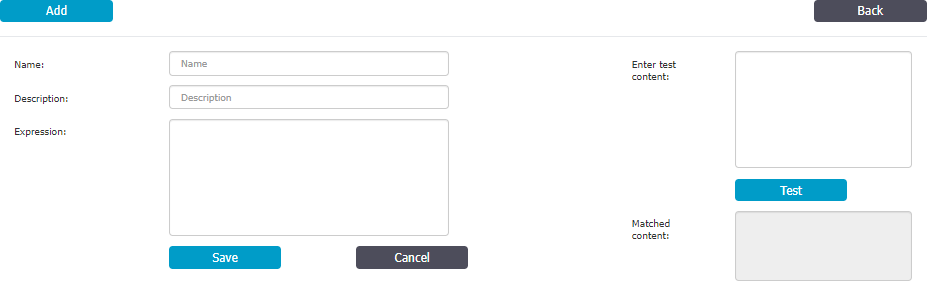 Add
Back
Name:
Name
Enter test
content:
Description:
Description
Expression:
Test
Matched
content:
Save
Cancel